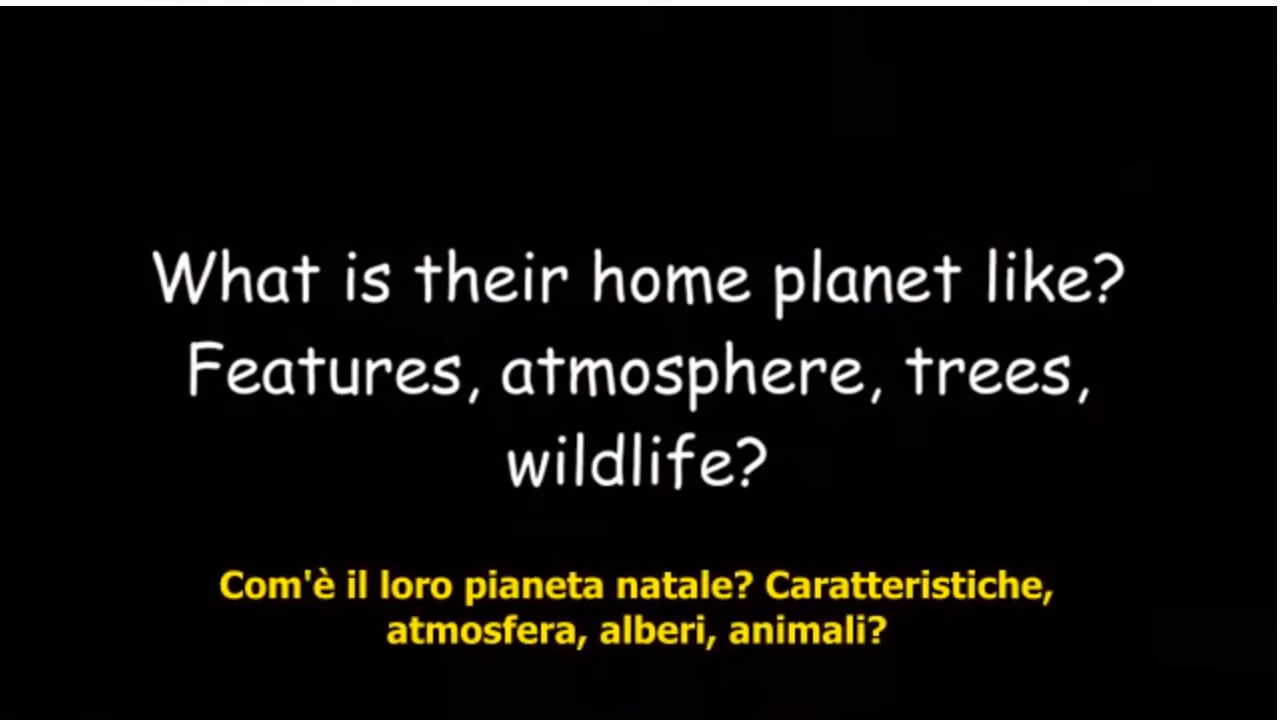 What is their home planet like?
Features, atmosphere, trees,
wildlife?
Com'è il loro pianeta natale? Caratteristiche,
atmosfera, alberi, animali?